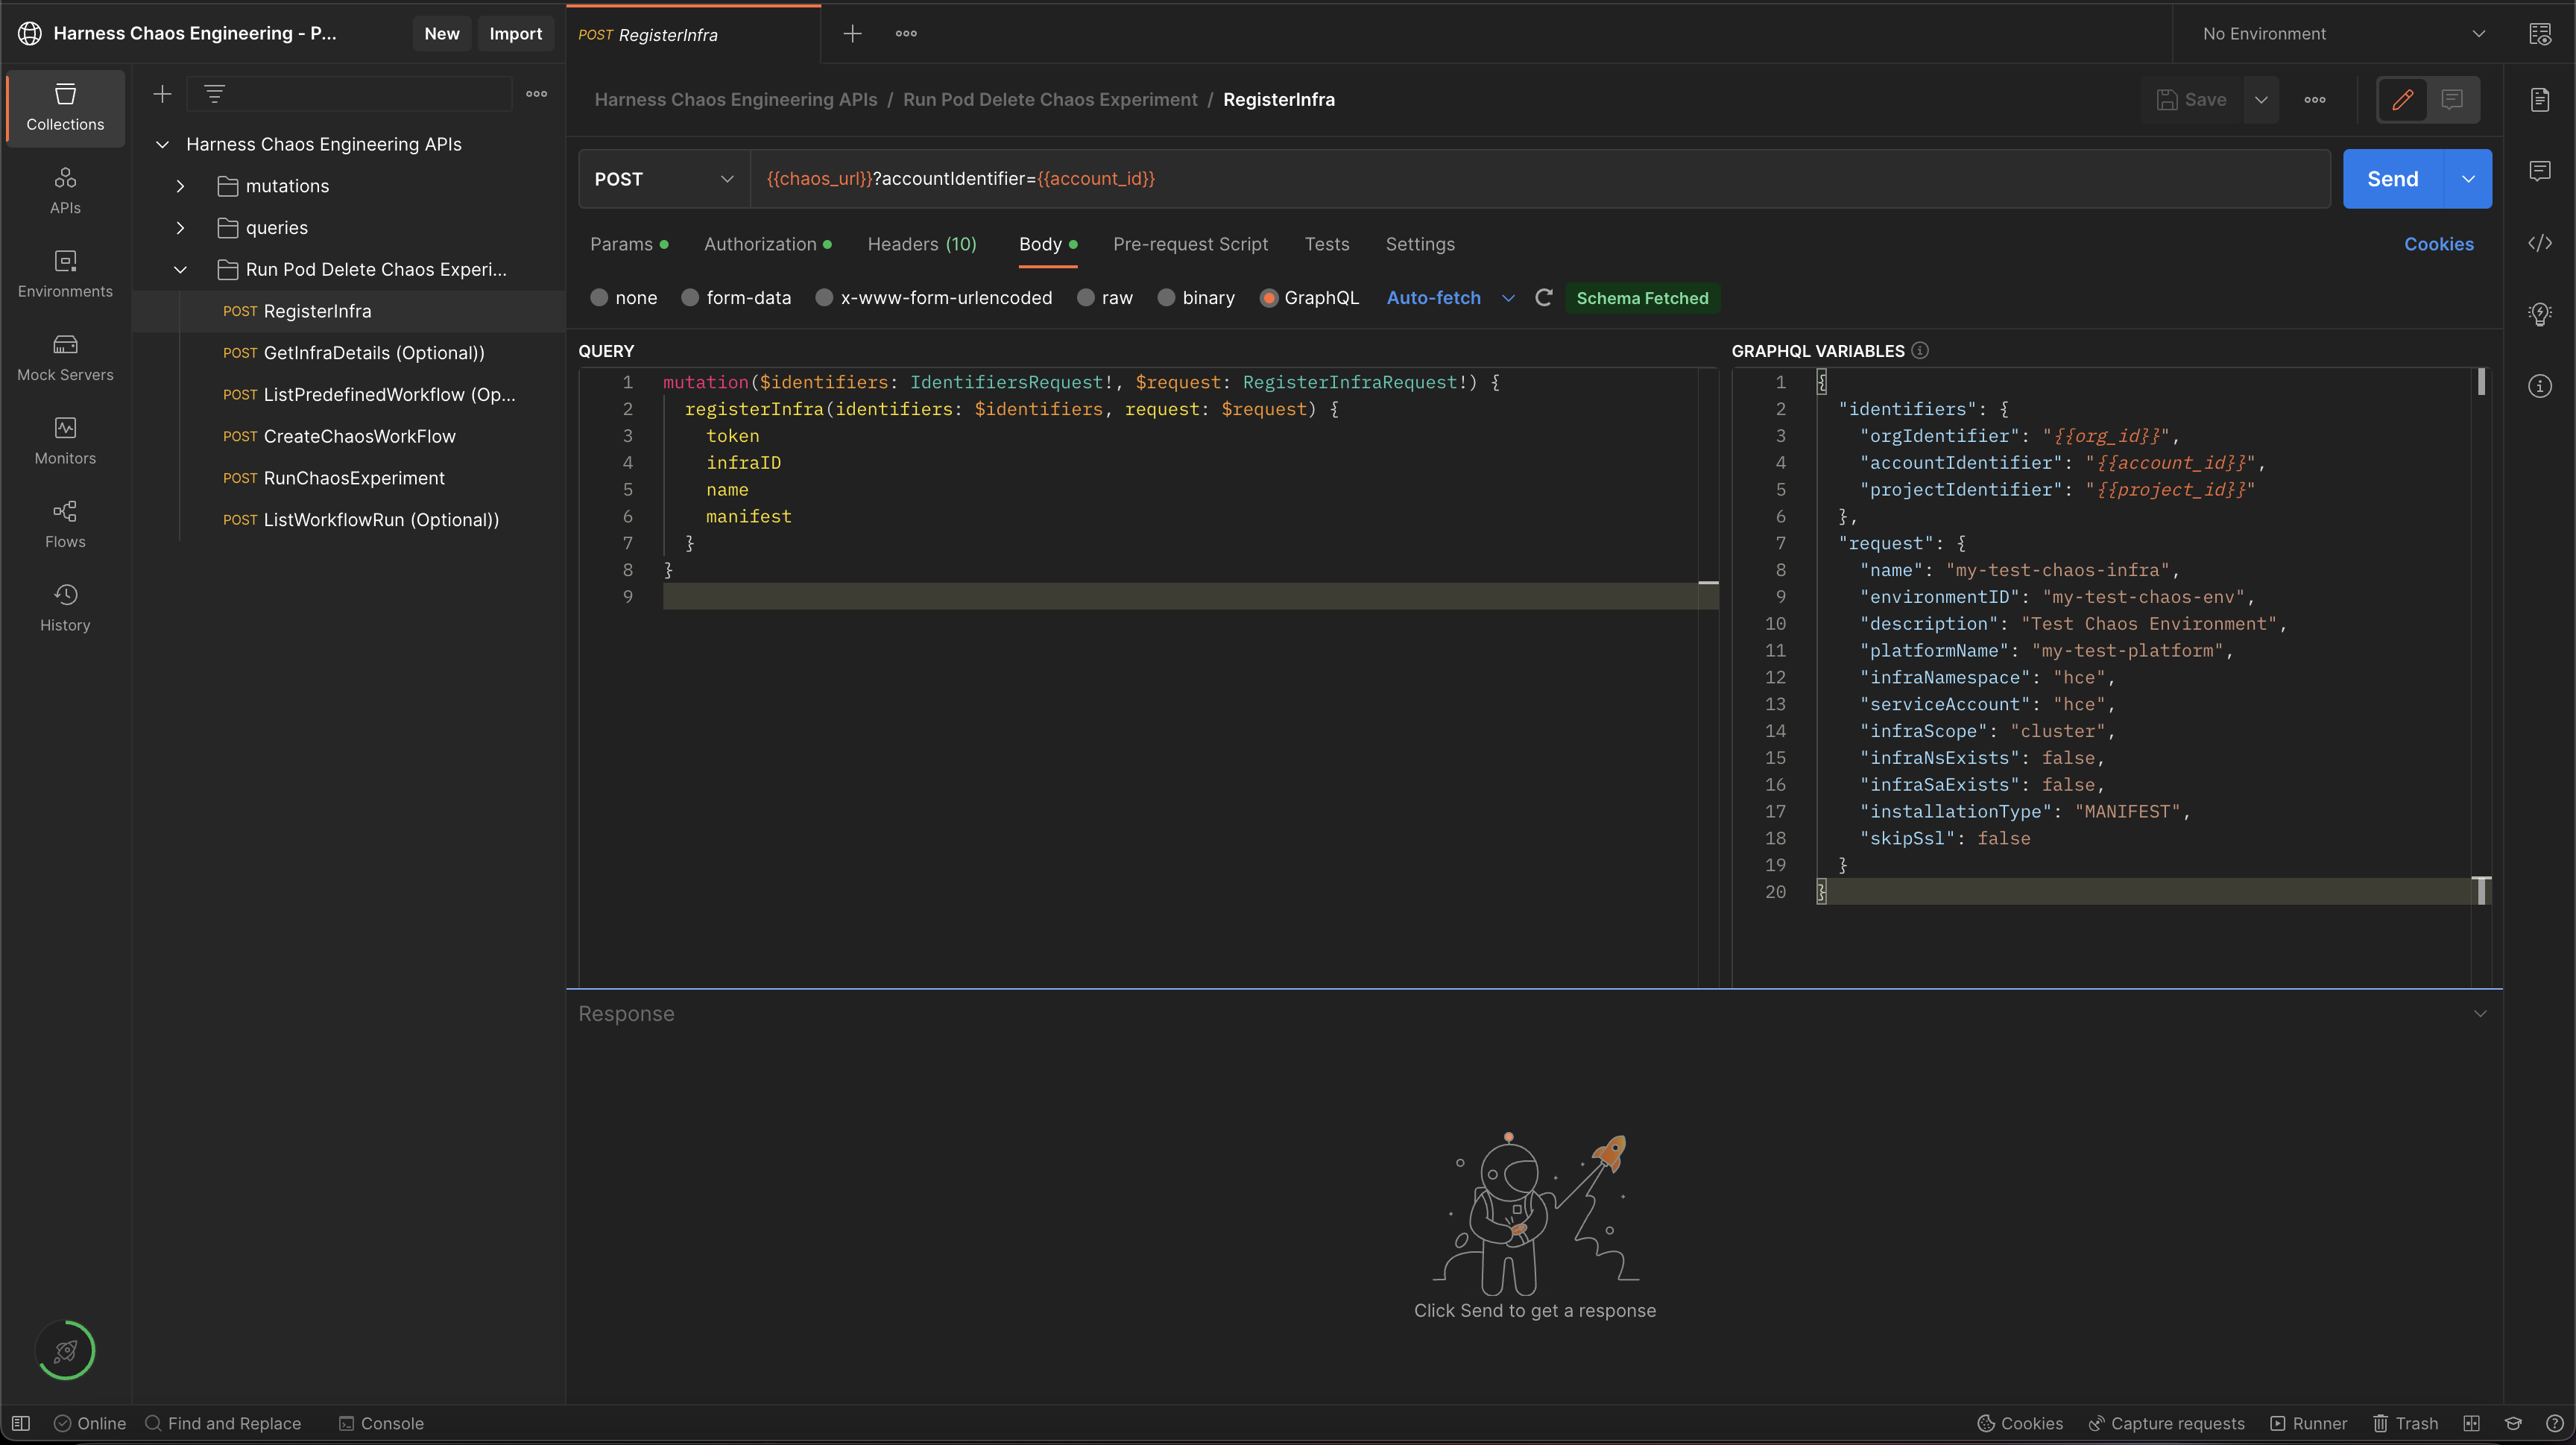 Harness Chaos Engineering - P...
New
Import
POST RegisterInfra
No Environment
Collections
APIs
Environments
Mock Servers
Monitors
Flows
History
Harness Chaos Engineering APIs
mutations
queries
Run Pod Delete Chaos Experi...
POST RegisterInfra
POST GetInfraDetails (Optional))
POST ListPredefinedWorkflow (Op...
POST CreateChaosWorkFlow
POST RunChaosExperiment
POST ListWorkflowRun (Optional))
Harness Chaos Engineering APIs / Run Pod Delete Chaos Experiment / RegisterInfra
Save
POST
{{chaos_url}}?accountIdentifier={{account_id}}
Send
Params
Authorization
Headers (10)
Body
Pre-request Script
Tests
Settings
Cookies
none
form-data
x-www-form-urlencoded
raw
binary
GraphQL
Auto-fetch
Schema Fetched
QUERY
1 mutation($identifiers: IdentifiersRequest!, $request: RegisterInfraRequest!) {
2 registerInfra(identifiers: $identifiers, request: $request) {
3 token
4 infraID
5 name
6 manifest
7 }
8 }
9
GRAPHQL VARIABLES
1 {
2 "identifiers": {
3 "orgIdentifier": "{{org_id}}",
4 "accountIdentifier": "{{account_id}}",
5 "projectIdentifier": "{{project_id}}"
6 },
7 "request": {
8 "name": "my-test-chaos-infra",
9 "environmentID": "my-test-chaos-env",
10 "description": "Test Chaos Environment",
11 "platformName": "my-test-platform",
12 "infraNamespace": "hce",
13 "serviceAccount": "hce",
14 "infraScope": "cluster",
15 "infraNsExists": false,
16 "infraSaExists": false,
17 "installationType": "MANIFEST",
18 "skipSsl": false
19 }
20 }
Response
Click Send to get a response
Online
Find and Replace
Console
Cookies
Capture requests
Runner
Trash